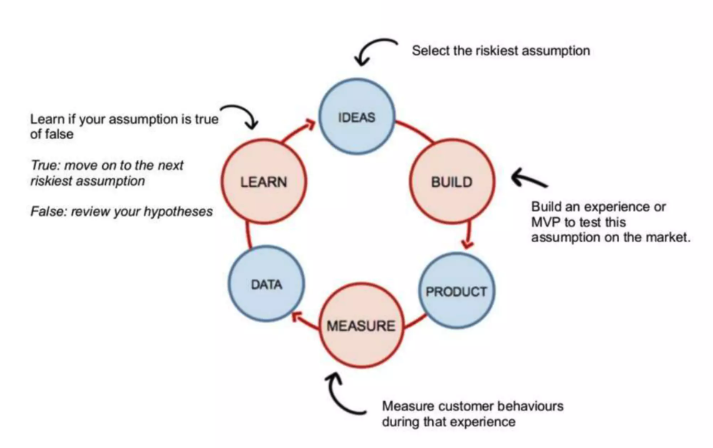 Select the riskiest assumption
IDEAS
Learn if your assumption is true
of false
True: move on to the next
riskiest assumption
False: review your hypotheses
LEARN
BUILD
Build an experience or
MVP to test this
assumption on the market.
DATA
PRODUCT
MEASURE
Measure customer behaviours
during that experience